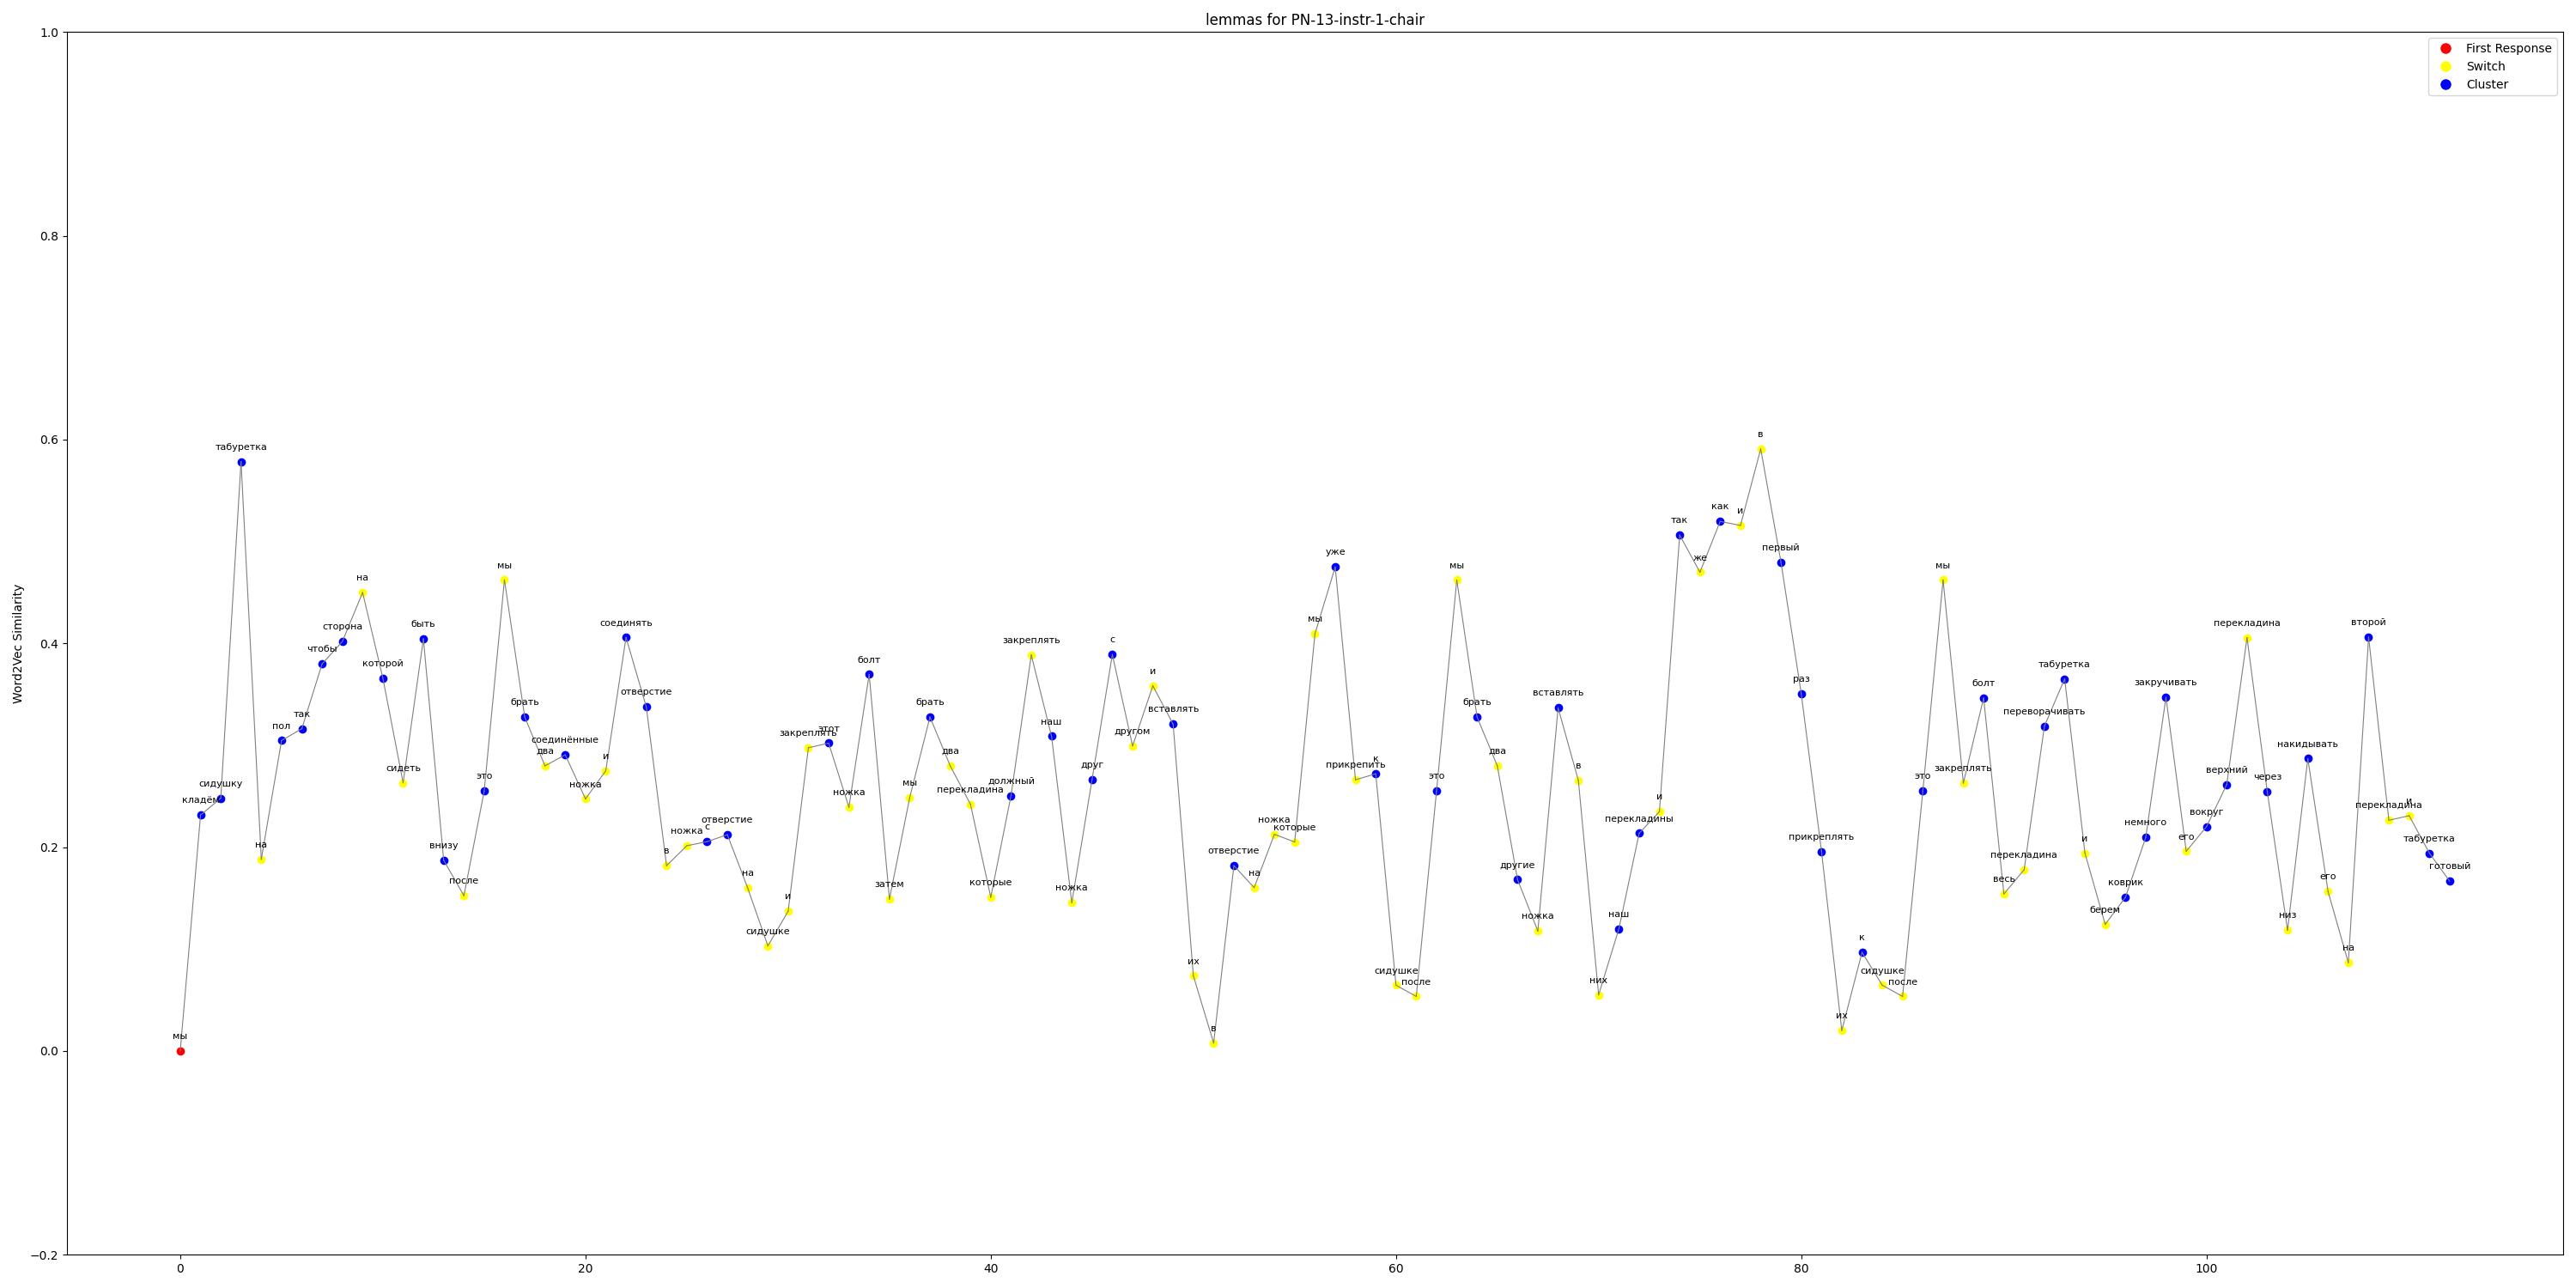 lemmas for PN-13-instr-1-chair
First Response
Switch
Cluster
Word2Vec Similarity
1.0
0.8
0.6
0.4
0.2
0.0
−0.2
0
20
40
60
80
100
мы
кладём
сидушку
табуретка
на
пол
так
чтобы
сторона
на
которой
сидеть
быть
внизу
после
это
мы
брать
два
соединённые
ножка
и
соединять
отверстие
в
ножка
с
отверстие
на
сидушке
и
закреплять
этот
ножка
болт
затем
мы
брать
два
перекладина
которые
должный
закреплять
наш
ножка
друг
с
другом
и
вставлять
их
в
отверстие
на
ножка
которые
мы
уже
прикрепить
к
сидушке
после
это
мы
брать
два
другие
ножка
вставлять
в
них
наш
перекладины
и
так
же
как
и
в
первый
раз
прикреплять
их
к
сидушке
после
это
мы
закреплять
болт
весь
перекладина
переворачивать
табуретка
и
берем
коврик
немного
закручивать
его
вокруг
верхний
перекладина
через
низ
накидывать
его
на
второй
перекладина
и
табуретка
готовый